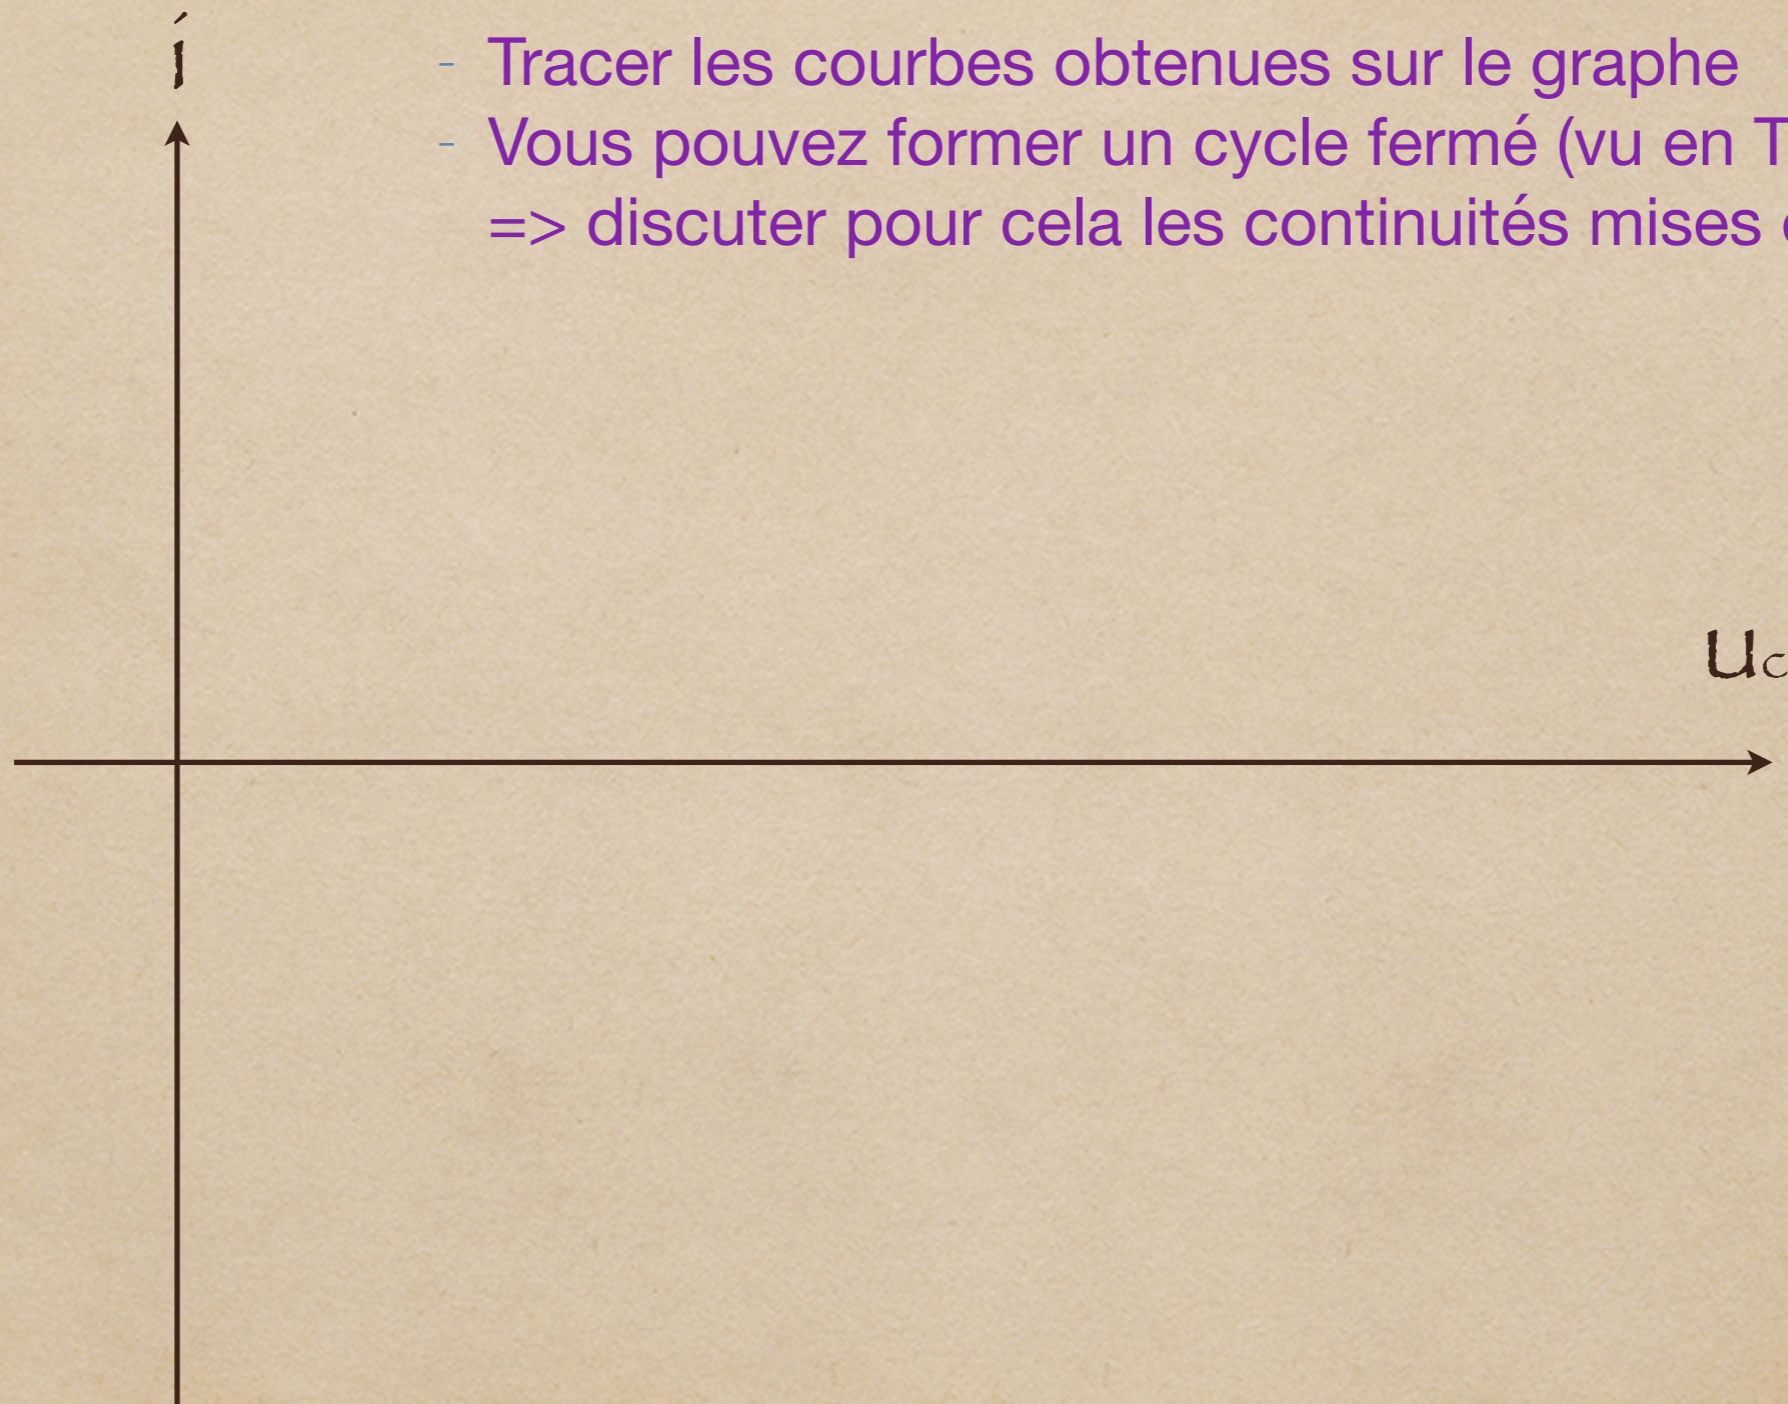 i
- Tracer les courbes obtenues sur le graphe
- Vous pouvez former un cycle fermé (vu en T
=> discuter pour cela les continuités mises
uc